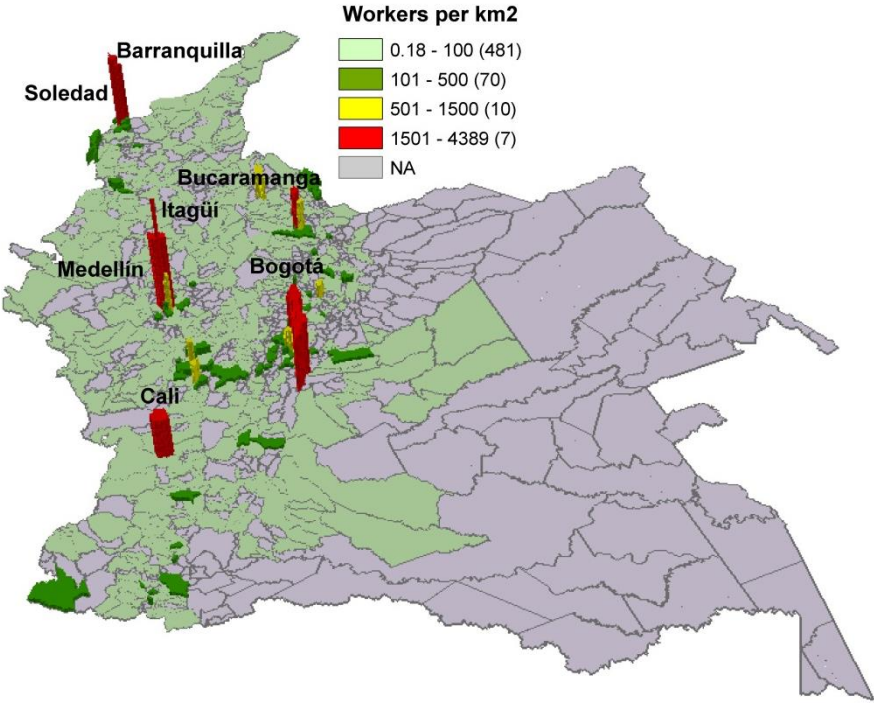 Workers per km2
0.18 - 100 (481)
101 - 500 (70)
501 - 1500 (10)
1501 - 4389 (7)
NA
Barranquilla
Soledad
Bucaramanga
Itagüí
Medellín
Bogotá
Cali